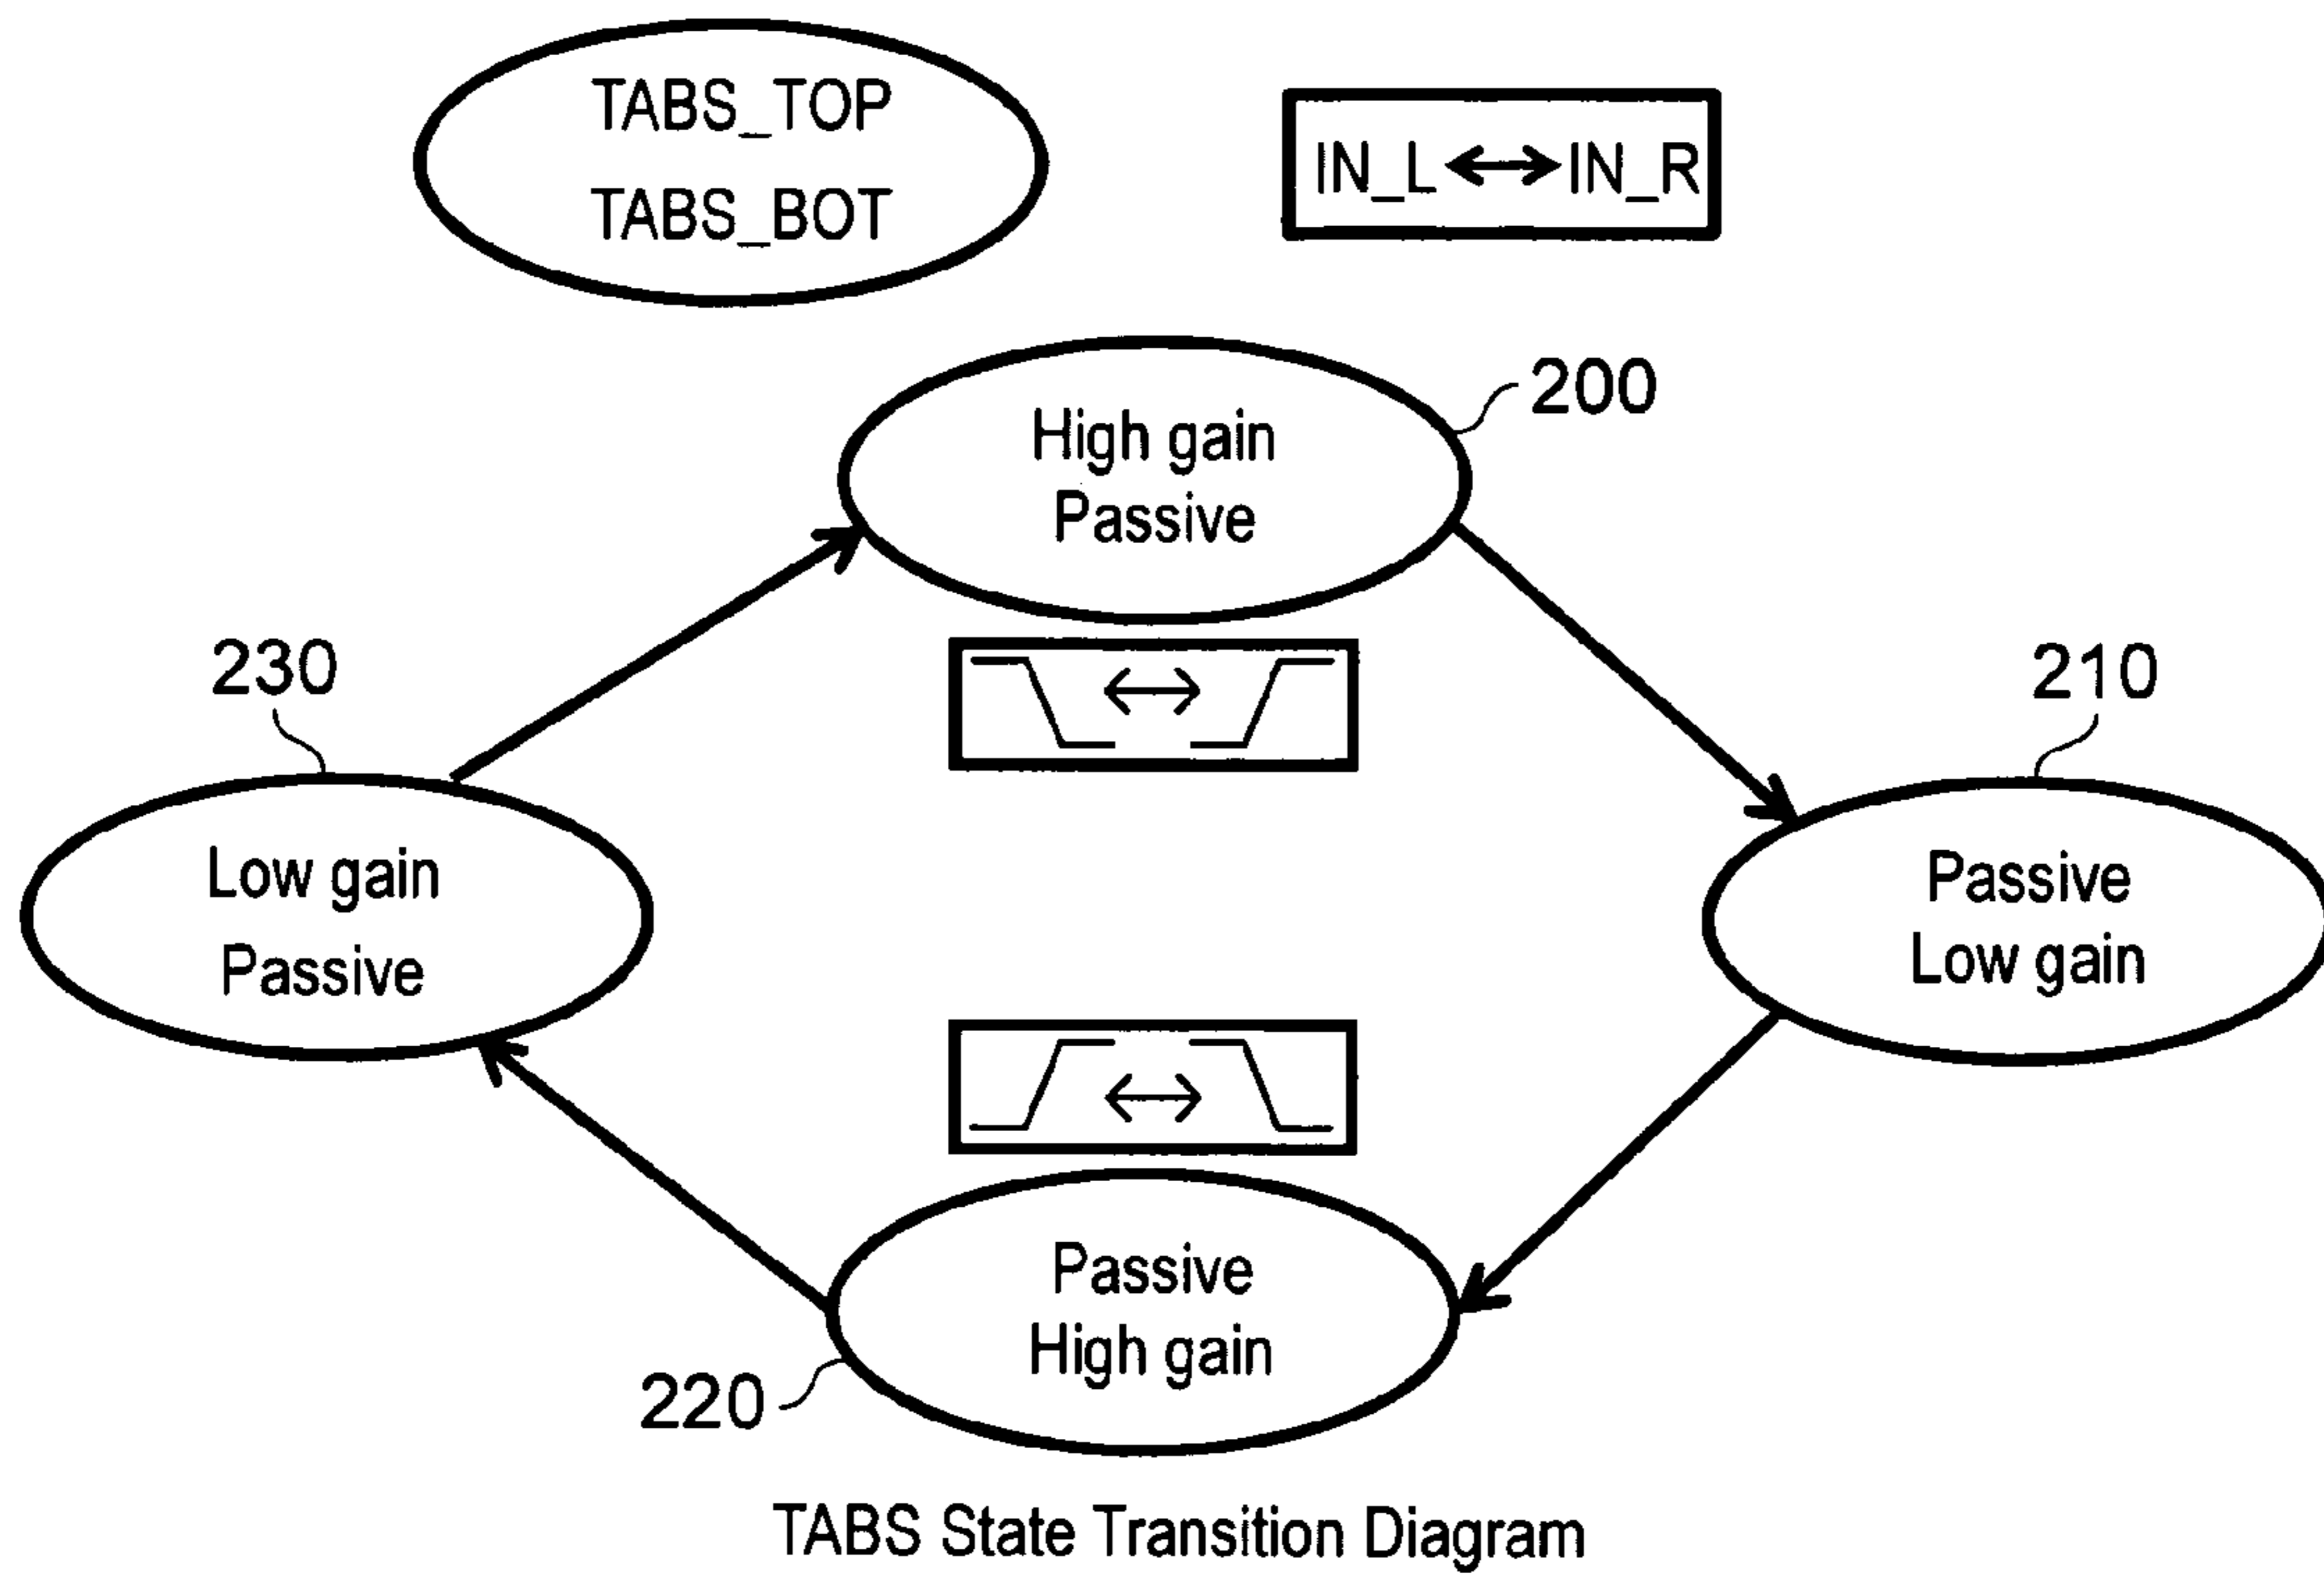 TABS_TOP
TABS_BOT
IN_L IN_R
200
High gain
Passive
230
210
Low gain
Passive
Passive
Low gain
Passive
High gain
220
TABS State Transition Diagram